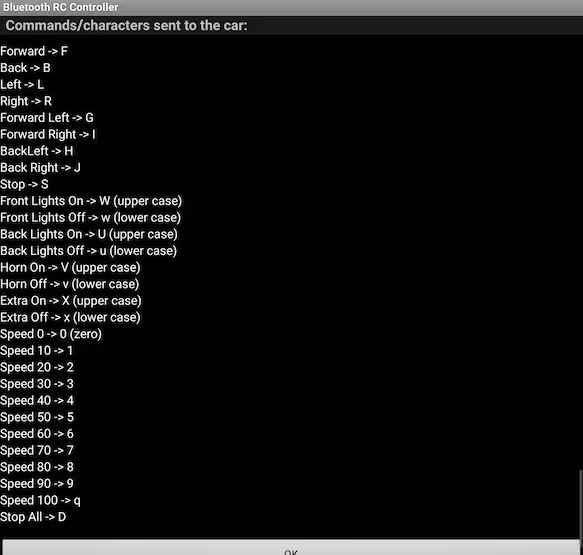 Bluetooth RC Controller
Commands/characters sent to the car:
Forward -> F
Back -> B
Left -> L
Right -> R
Forward Left -> G
Forward Right -> I
BackLeft -> H
Back Right -> J
Stop -> S
Front Lights On -> W (upper case)
Front Lights Off -> w (lower case)
Back Lights On -> U (upper case)
Back Lights Off -> u (lower case)
Horn On -> V (upper case)
Horn Off -> v (lower case)
Extra On -> X (upper case)
Extra Off -> x (lower case)
Speed 0 -> 0 (zero)
Speed 10 -> 1
Speed 20 -> 2
Speed 30 -> 3
Speed 40 -> 4
Speed 50 -> 5
Speed 60 -> 6
Speed 70 -> 7
Speed 80 -> 8
Speed 90 -> 9
Speed 100 -> q
Stop All -> D
OK